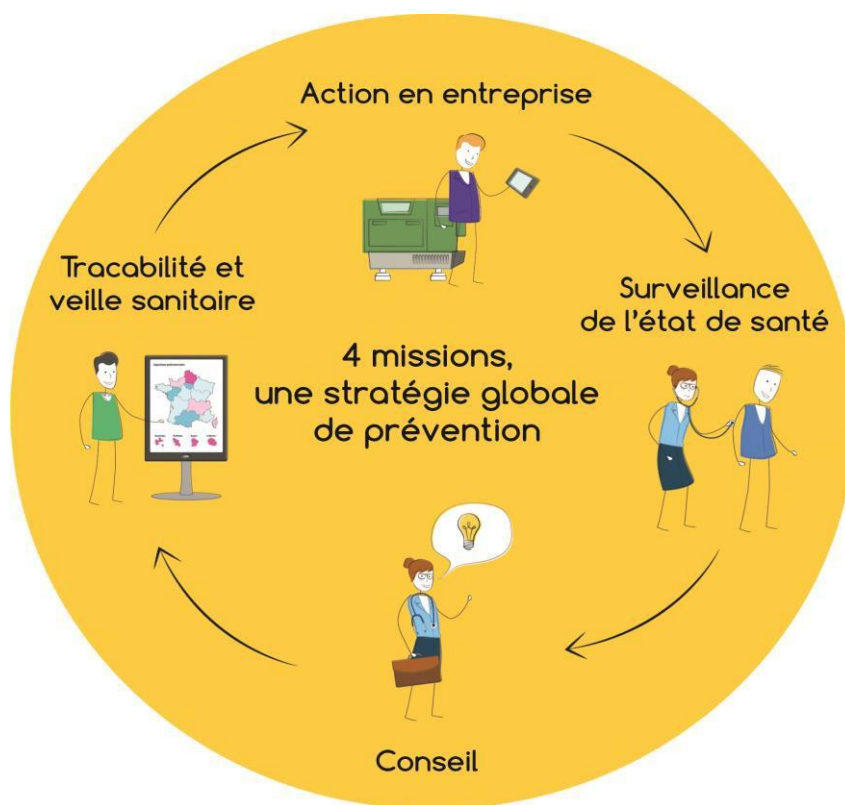 Action en entreprise
Surveillance
de l'état de santé
Conseil
Tracabilité et
veille sanitaire
4 missions,
une stratégie globale
de prévention